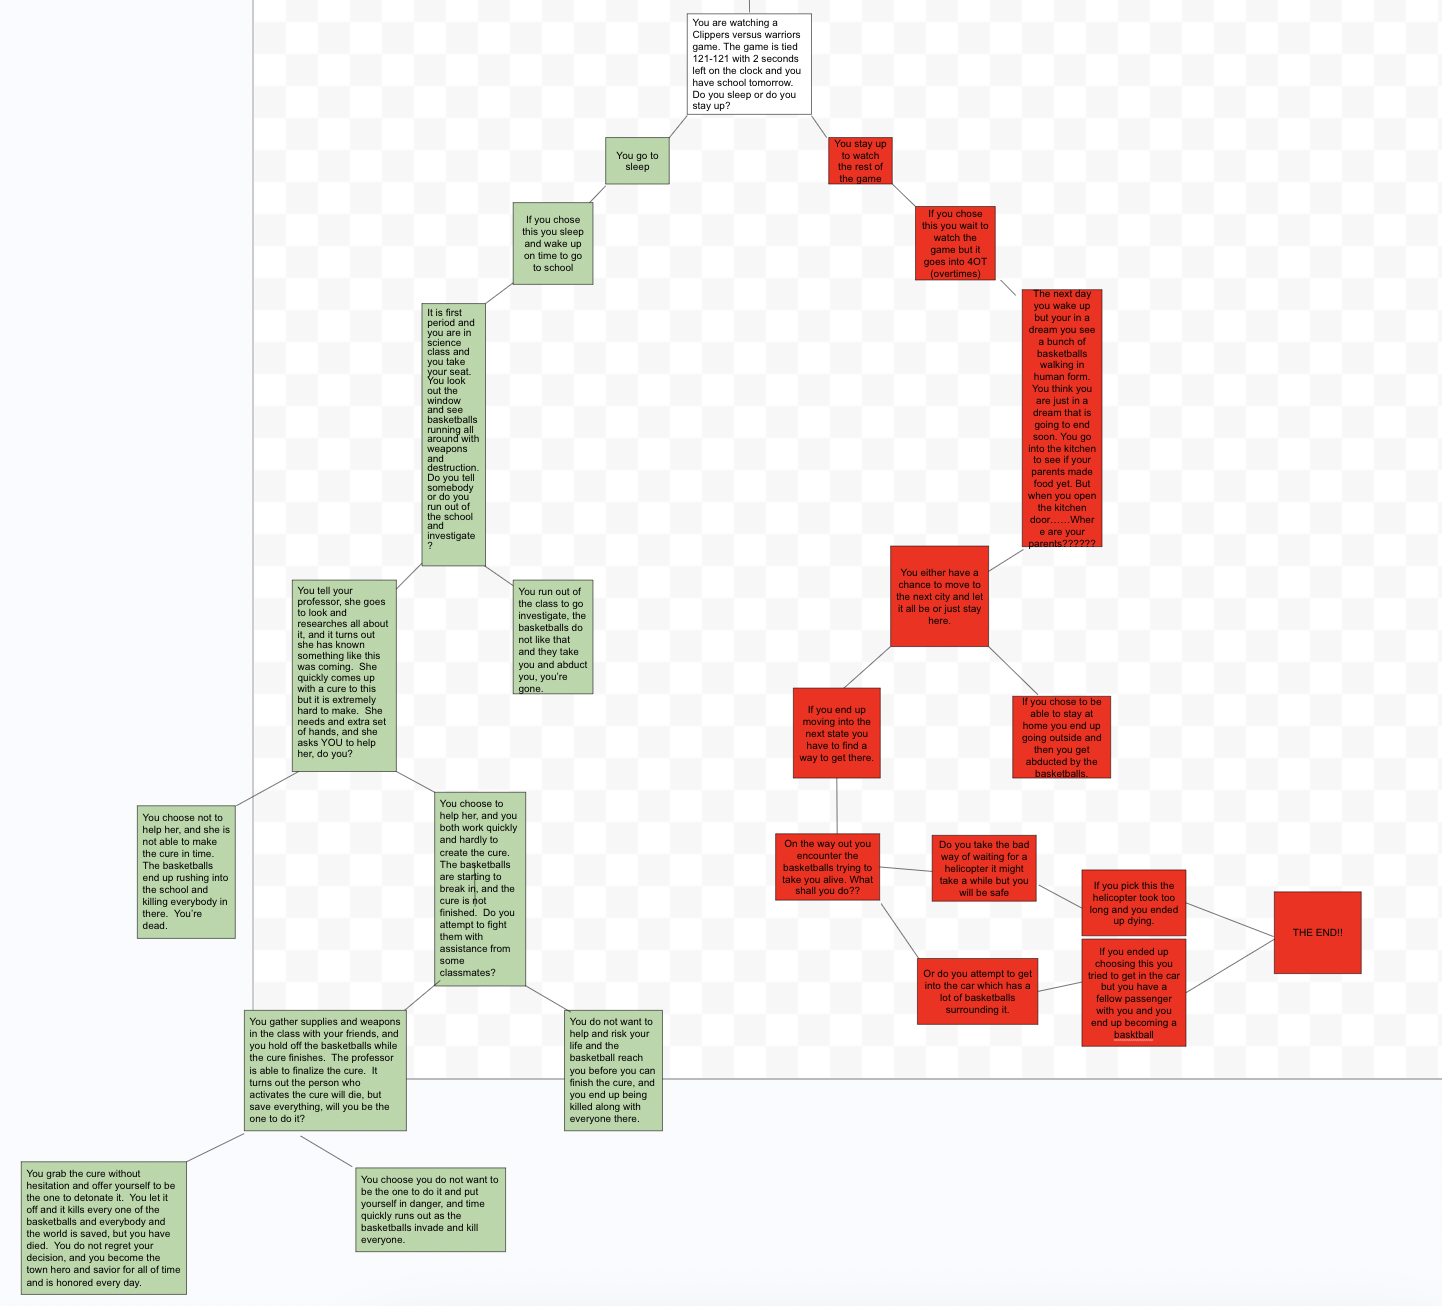 You are watching a
Clippers versus warriors
game. The game is tied
121-121 with 2 seconds
left on the clock and you
have school tomorrow.
Do you sleep or do you
stay up?
You go to
sleep
You stay up
to watch
the rest of
the game
If you chose
this you sleep
and wake up
on time to go
to school
If you chose
this you wait to
watch the
game but it
goes into 4OT
(overtimes)
It is first
period and
you are in
science
class and
you take
your seat.
You look
out the
window
and see
basketballs
running all
around with
weapons
and
destruction.
Do you tell
somebody
or do you
run out of
the school
and
investigate
?
The next day
you wake up
but your in a
dream you see
a bunch of
basketballs
walking in
human form.
You think you
are just in a
dream that is
going to end
soon. You go
into the kitchen
to see if your
parents made
food yet. But
when you open
the kitchen
door......Wher
e are your
parents??????
You tell your
professor, she goes
to look and
researches all about
it, and it turns out
she has known
something like this
was coming.  She
quickly comes up
with a cure to this
but it is extremely
hard to make.  She
needs and extra set
of hands, and she
asks YOU to help
her, do you?
You run out of
the class to go
investigate, the
basketballs do
not like that
and they take
you and abduct
you, you're
gone.
You either have a
chance to move to
the next city and let
it all be or just stay
here.
If you end up
moving into the
next state you
have to find a
way to get there.
If you chose to be
able to stay at
home you end up
going outside and
then you get
abducted by the
basketballs.
You choose not to
help her, and she is
not able to make
the cure in time.
The basketballs
end up rushing into
the school and
killing everybody in
there.  You're
dead.
You choose to
help her, and you
both work quickly
and hardly to
create the cure.
The basketballs
are starting to
break in, and the
cure is not
finished.  Do you
attempt to fight
them with
assistance from
some
classmates?
On the way out you
encounter the
basketballs trying to
take you alive. What
shall you do??
Do you take the bad
way of waiting for a
helicopter it might
take a while but you
will be safe
If you pick this the
helicopter took too
long and you ended
up dying.
THE END!!
Or do you attempt to get
into the car which has a
lot of basketballs
surrounding it.
If you ended up
choosing this you
tried to get in the car
but you have a
fellow passenger
with you and you
end up becoming a
basktball
You gather supplies and weapons
in the class with your friends, and
you hold off the basketballs while
the cure finishes.  The professor
is able to finalize the cure.  It
turns out the person who
activates the cure will die, but
save everything, will you be the
one to do it?
You do not want to
help and risk your
life and the
basketball reach
you before you can
finish the cure, and
you end up being
killed along with
everyone there.
You grab the cure without
hesitation and offer yourself to be
the one to detonate it.  You let it
off and it kills every one of the
basketballs and everybody and
the world is saved, but you have
died.  You do not regret your
decision, and you become the
town hero and savior for all of time
and is honored every day.
You choose you do not want to
be the one to do it and put
yourself in danger, and time
quickly runs out as the
basketballs invade and kill
everyone.